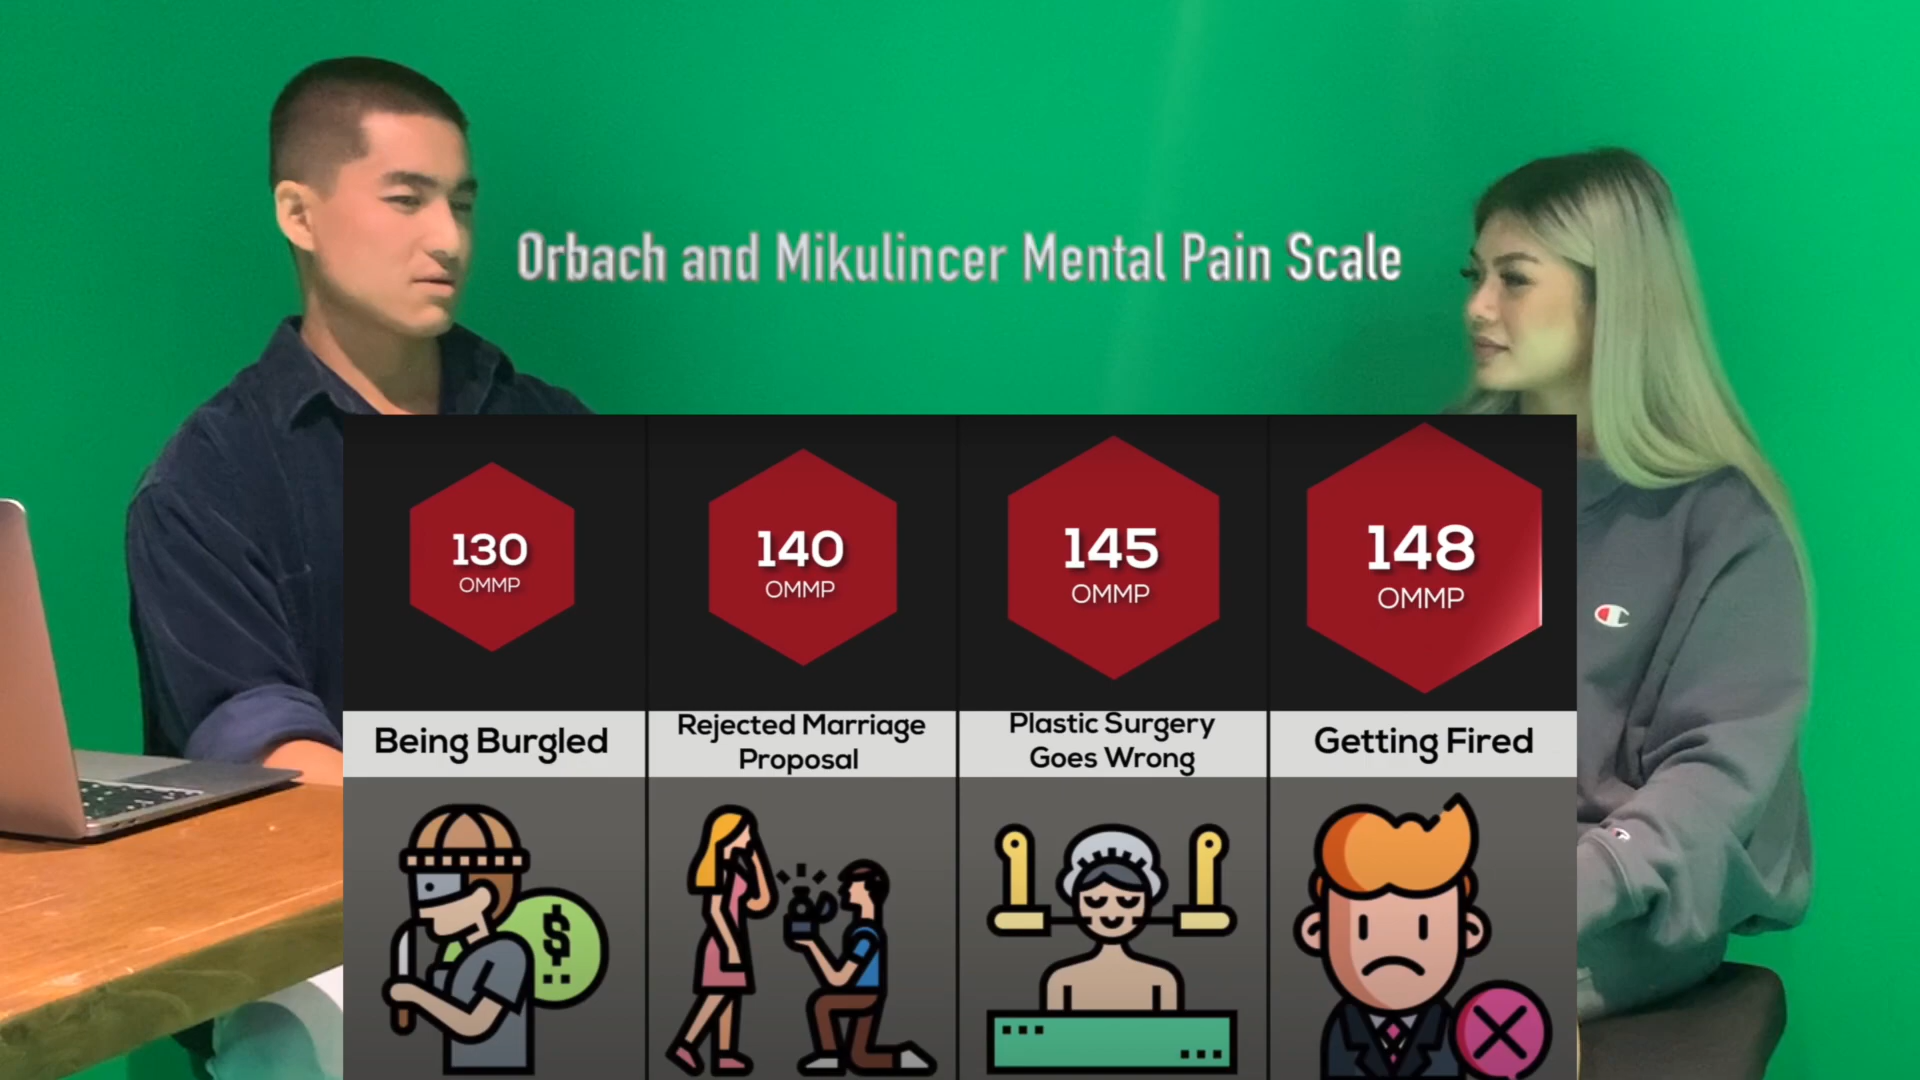 Orbach and Mikulincer Mental Pain Scale
130
OMMP
140
OMMP
145
OMMP
148
OMMP
Being Burgled
Rejected Marriage
Proposal
Plastic Surgery
Goes Wrong
Getting Fired
$